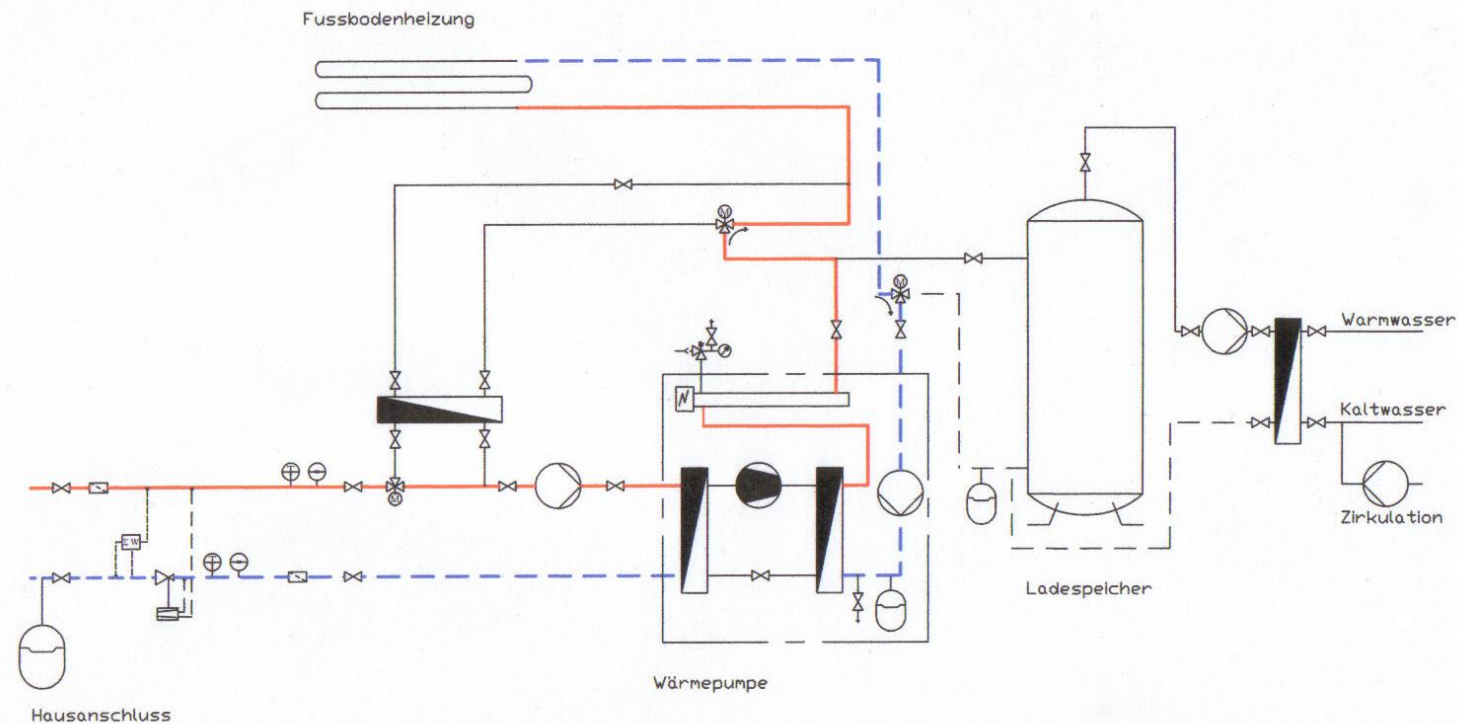 Fussbodenheizung
M
M
Warmwasser
Kaltwasser
M
EW
Zirkulation
Ladespeicher
Wärmepumpe
Hausanschluss